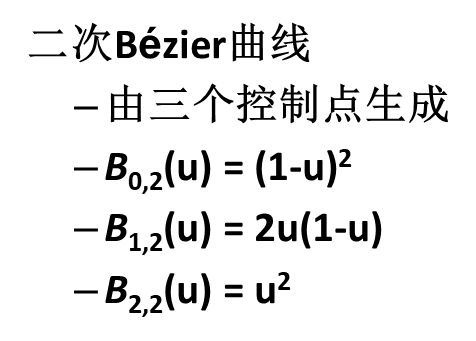 二次Bézier曲线
–由三个控制点生成
–B0,2(u) = (1-u)²
–B1,2(u) = 2u(1-u)
–B2,2(u) = u²